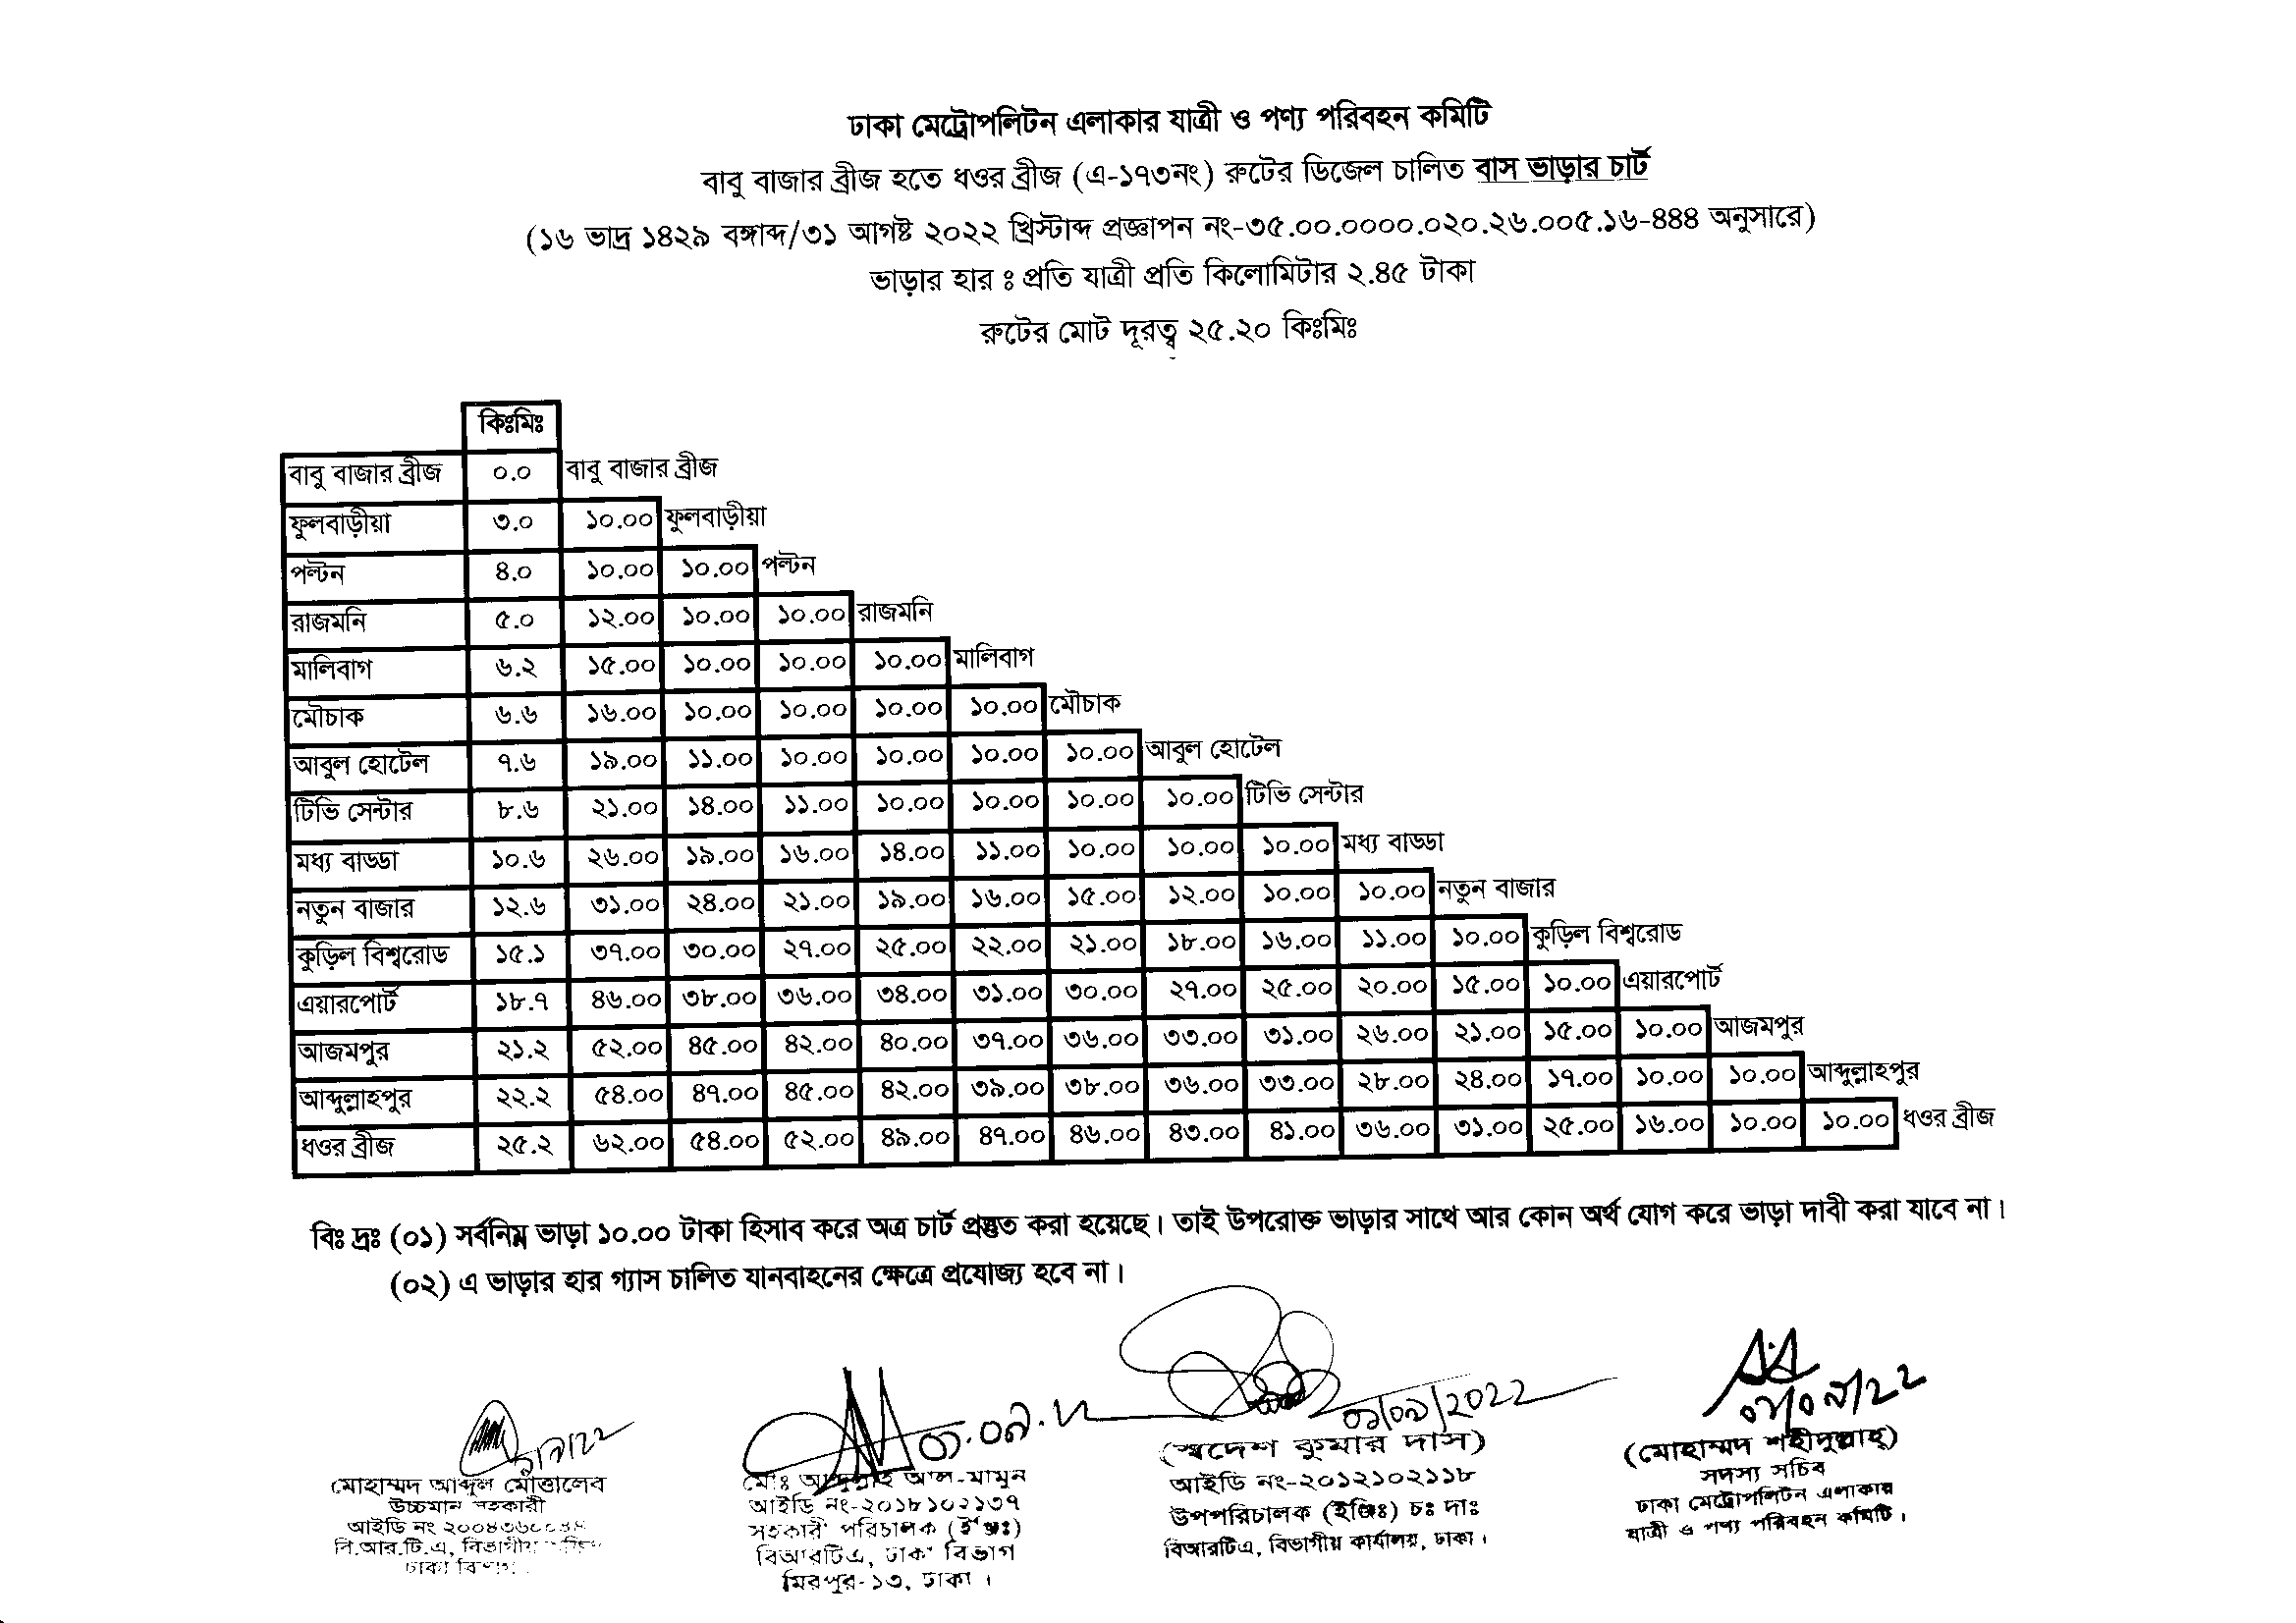 ঢাকা মেট্রোপলিটন এলাকার যাত্রী ও পণ্য পরিবহন কমিটি
বাবু বাজার ব্রীজ হতে ধওর ব্রীজ (এ-১৭৩নং) রুটের ডিজেল চালিত বাস ভাড়ার চার্ট
(১৬ ভাদ্র ১৪২৯ বঙ্গাব্দ/৩১ আগষ্ট ২০২২ খ্রিস্টাব্দ প্রজ্ঞাপন নং-৩৫.০০.০০০০.০২০.২৬.০০৫.১৬-৪৪৪ অনুসারে)
ভাড়ার হার ঃ প্রতি যাত্রী প্রতি কিলোমিটার ২.৪৫ টাকা
রুটের মোট দূরত্ব ২৫.২০ কিঃমিঃ
কিঃমিঃ
বাবু বাজার ব্রীজ ০.০ বাবু বাজার ব্রীজ
ফুলবাড়ীয়া ৩.০ ১০.০০ ফুলবাড়ীয়া
পল্টন ৪.০ ১০.০০ ১০.০০ পল্টন
রাজমনি ৫.০ ১২.০০ ১০.০০ ১০.০০ রাজমনি
মালিবাগ ৬.২ ১৫.০০ ১০.০০ ১০.০০ ১০.০০ মালিবাগ
মৌচাক ৬.৬ ১৬.০০ ১০.০০ ১০.০০ ১০.০০ ১০.০০ মৌচাক
আবুল হোটেল ৭.৬ ১৯.০০ ১১.০০ ১০.০০ ১০.০০ ১০.০০ ১০.০০ আবুল হোটেল
টিভি সেন্টার ৮.৬ ২১.০০ ১৪.০০ ১১.০০ ১০.০০ ১০.০০ ১০.০০ ১০.০০ টিভি সেন্টার
মধ্য বাড্ডা ১০.৬ ২৬.০০ ১৯.০০ ১৬.০০ ১৪.০০ ১১.০০ ১০.০০ ১০.০০ ১০.০০ মধ্য বাড্ডা
নতুন বাজার ১২.৬ ৩১.০০ ২৪.০০ ২১.০০ ১৯.০০ ১৬.০০ ১৫.০০ ১২.০০ ১০.০০ ১০.০০ নতুন বাজার
কুড়িল বিশ্বরোড ১৫.১ ৩৭.০০ ৩০.০০ ২৭.০০ ২৫.০০ ২২.০০ ২১.০০ ১৮.০০ ১৬.০০ ১১.০০ ১০.০০ কুড়িল বিশ্বরোড
এয়ারপোর্ট ১৮.৭ ৪৬.০০ ৩৮.০০ ৩৬.০০ ৩৪.০০ ৩১.০০ ৩০.০০ ২৭.০০ ২৫.০০ ২০.০০ ১৫.০০ ১০.০০ এয়ারপোর্ট
আজমপুর ২১.২ ৫২.০০ ৪৫.০০ ৪২.০০ ৪০.০০ ৩৭.০০ ৩৬.০০ ৩৩.০০ ৩১.০০ ২৬.০০ ২১.০০ ১৫.০০ ১০.০০ আজমপুর
আব্দুল্লাহপুর ২২.২ ৫৪.০০ ৪৭.০০ ৪৫.০০ ৪২.০০ ৩৯.০০ ৩৮.০০ ৩৬.০০ ৩৩.০০ ২৮.০০ ২৪.০০ ১৭.০০ ১০.০০ ১০.০০ আব্দুল্লাহপুর
ধওর ব্রীজ ২৫.২ ৬২.০০ ৫৪.০০ ৫২.০০ ৪৯.০০ ৪৭.০০ ৪৬.০০ ৪৩.০০ ৪১.০০ ৩৬.০০ ৩১.০০ ২৫.০০ ১৬.০০ ১০.০০ ১০.০০ ধওর ব্রীজ
বিঃ দ্রঃ (০১) সর্বনিম্ন ভাড়া ১০.০০ টাকা হিসাব করে অত্র চার্ট প্রস্তুত করা হয়েছে। তাই উপরোক্ত ভাড়ার সাথে আর কোন অর্থ যোগ করে ভাড়া দাবী করা যাবে না।
(০২) এ ভাড়ার হার গ্যাস চালিত যানবাহনের ক্ষেত্রে প্রযোজ্য হবে না।
০১/০৯/2022
মোহাম্মদ আব্দুল মোত্তালেব
উচ্চমান সহকারী
আইডি নং
বি.আর.টি.এ, বিভাগীয়
ঢাকা
মোঃ আব্দুল্লাহ আল-মামুন
আইডি নং-২০১৮১০২১৩৭
সহকারী পরিচালক (ইঞ্জিঃ)
বিআরটিএ, ঢাকা বিভাগ
মিরপুর-১৩, ঢাকা ।
(স্বদেশ কুমার দাস)
আইডি নং-২০১২১০২১১৮
উপপরিচালক (ইঞ্জিঃ) চঃ দাঃ
বিআরটিএ, বিভাগীয় কার্যালয়, ঢাকা ।
(মোহাম্মদ শহীদুল্লাহ্)
সদস্য সচিব
ঢাকা মেট্রোপলিটন এলাকার
যাত্রী ও পণ্য পরিবহন কমিটি ।